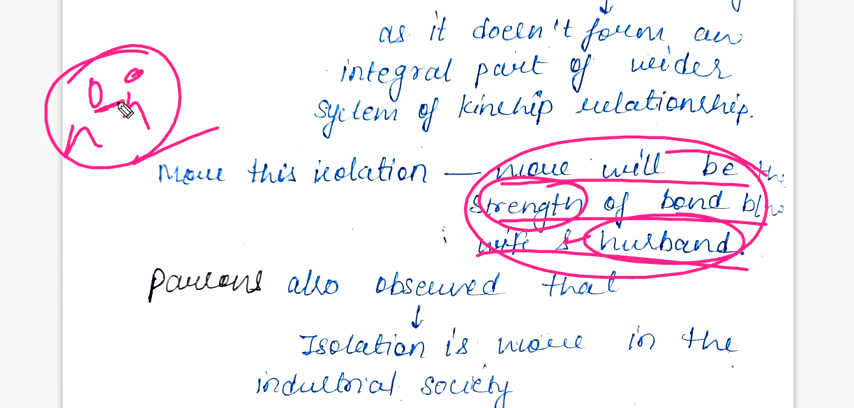 as it doesn't form an
integral part of wider
system of kinship relationship.
More this isolation — more will be the
strength of bond b/w
wife & husband.
Parsons also observed that
↓
Isolation is more in the
industrial society